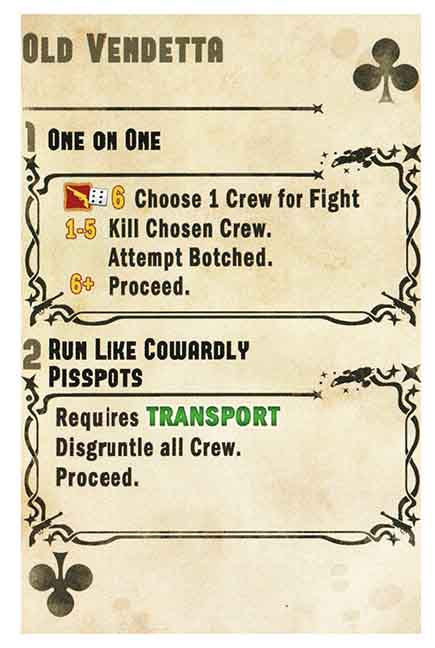 OLD VENDETTA
1 ONE ON ONE
6 Choose 1 Crew for Fight
1-5 Kill Chosen Crew.
Attempt Botched.
6+ Proceed.
2 RUN LIKE COWARDLY
PISSPOTS
Requires TRANSPORT
Disgruntle all Crew.
Proceed.